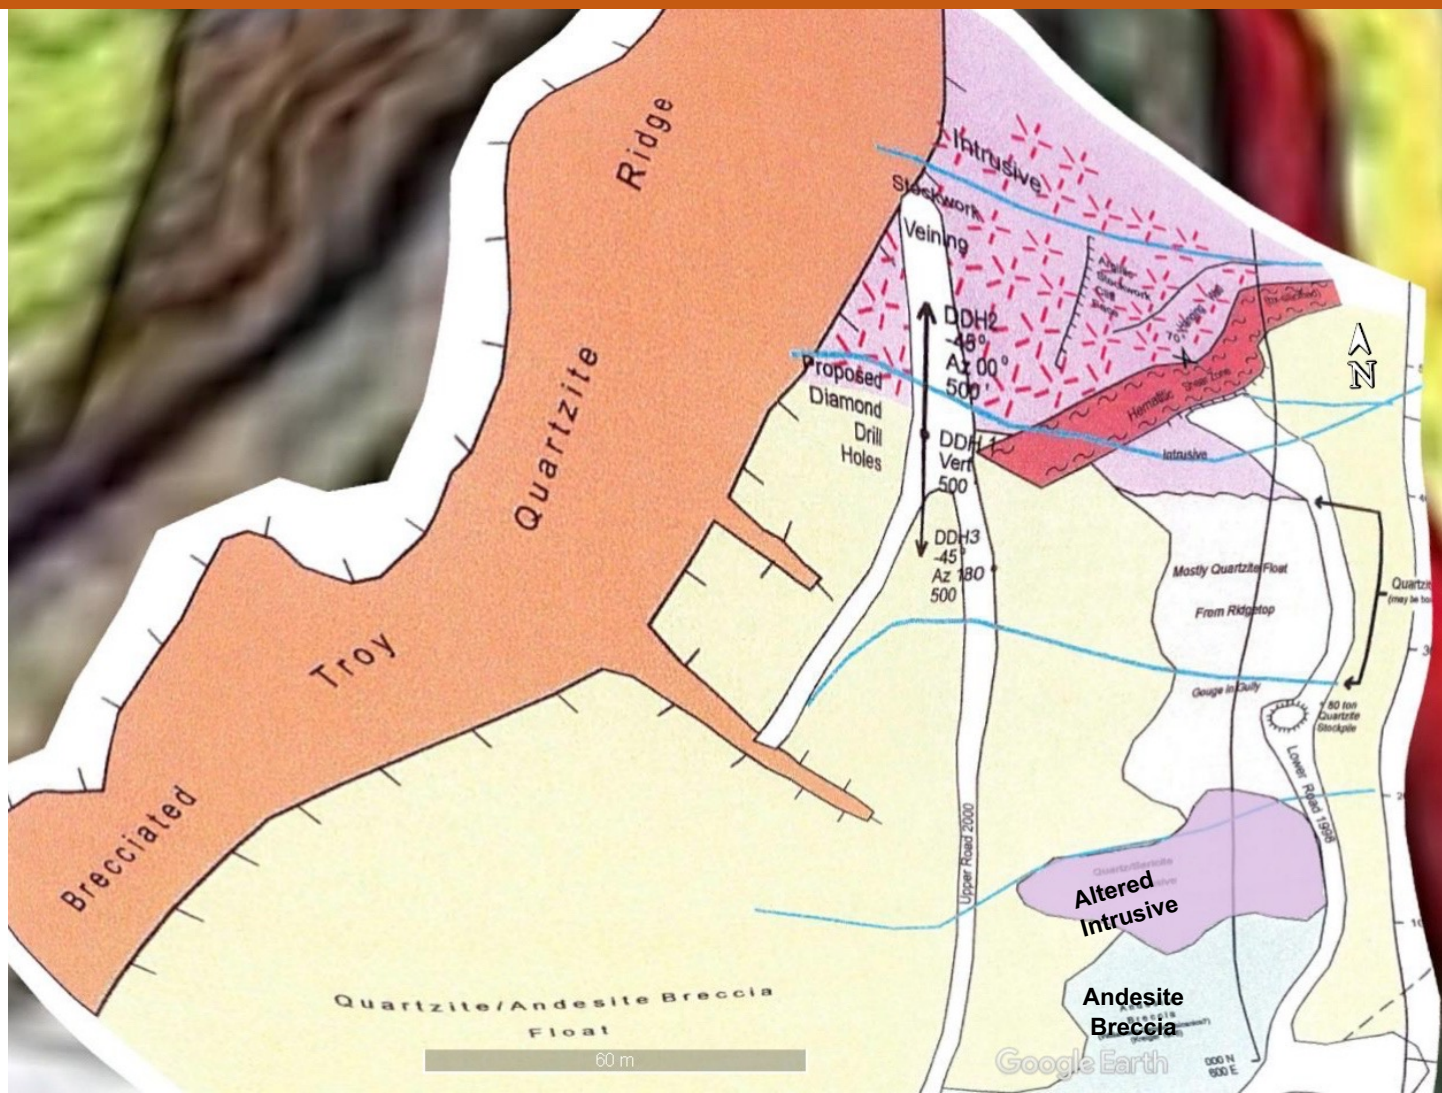 Ridge
Quartzite
Troy
Brecciated
Intrusive
Stockwork
Veining
Stockwork
DDH2
-45°
Az 00°
500'
Proposed
Diamond
Drill
Holes
DDH 1
Vert
500'
DDH3
-45°
Az 180
500
Hematitic Shear Zone
Intrusive
N
Mostly Quartzite Float
From Ridgetop
Gouge in Gully
80 ton
Quartzite
Stockpile
Lower Road 1998
Upper Road 2000
Altered
Intrusive
Andesite
Breccia
Quartzite/Andesite Breccia
Float
60 m
Google Earth
000 N
600 E